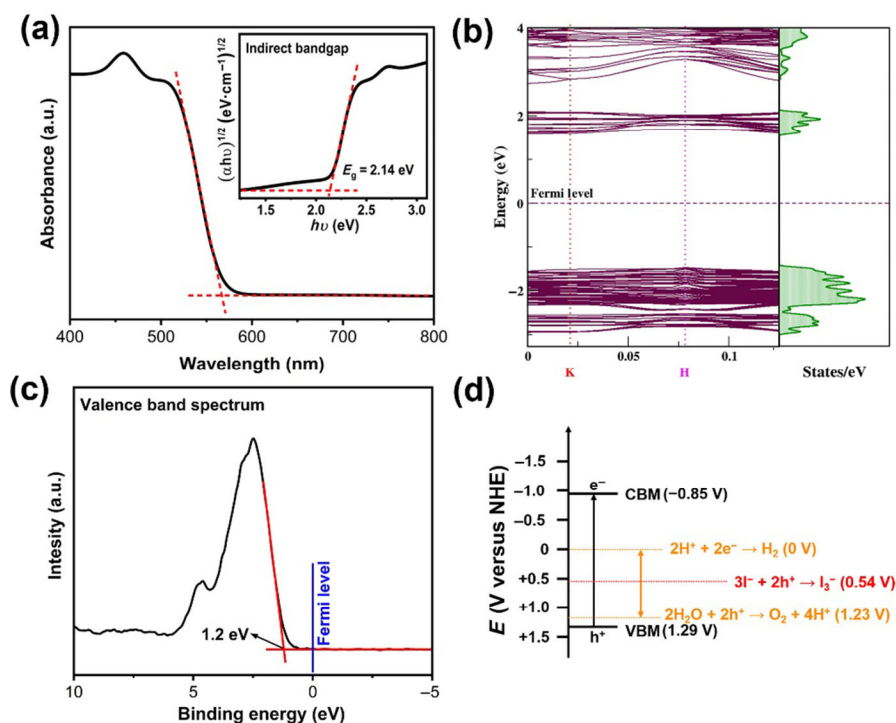 (a)
Absorbance (a.u.)
Indirect bandgap
(αhυ)^1/2 (eV·cm⁻¹)^1/2
E_g = 2.14 eV
1.5 2.0 2.5 3.0
hυ (eV)
400 500 600 700 800
Wavelength (nm)
(b)
Energy (eV)
4
2
0
−2
Fermi level
0 0.05 0.1
K H
States/eV
(c)
Valence band spectrum
Intesity (a.u.)
1.2 eV
Fermi level
10 5 0 −5
Binding energy (eV)
(d)
E (V versus NHE)
−1.5
−1.0
−0.5
0
+0.5
+1.0
+1.5
e⁻
CBM (−0.85 V)
2H⁺ + 2e⁻ → H₂ (0 V)
3I⁻ + 2h⁺ → I₃⁻ (0.54 V)
2H₂O + 2h⁺ → O₂ + 4H⁺ (1.23 V)
h⁺
VBM (1.29 V)